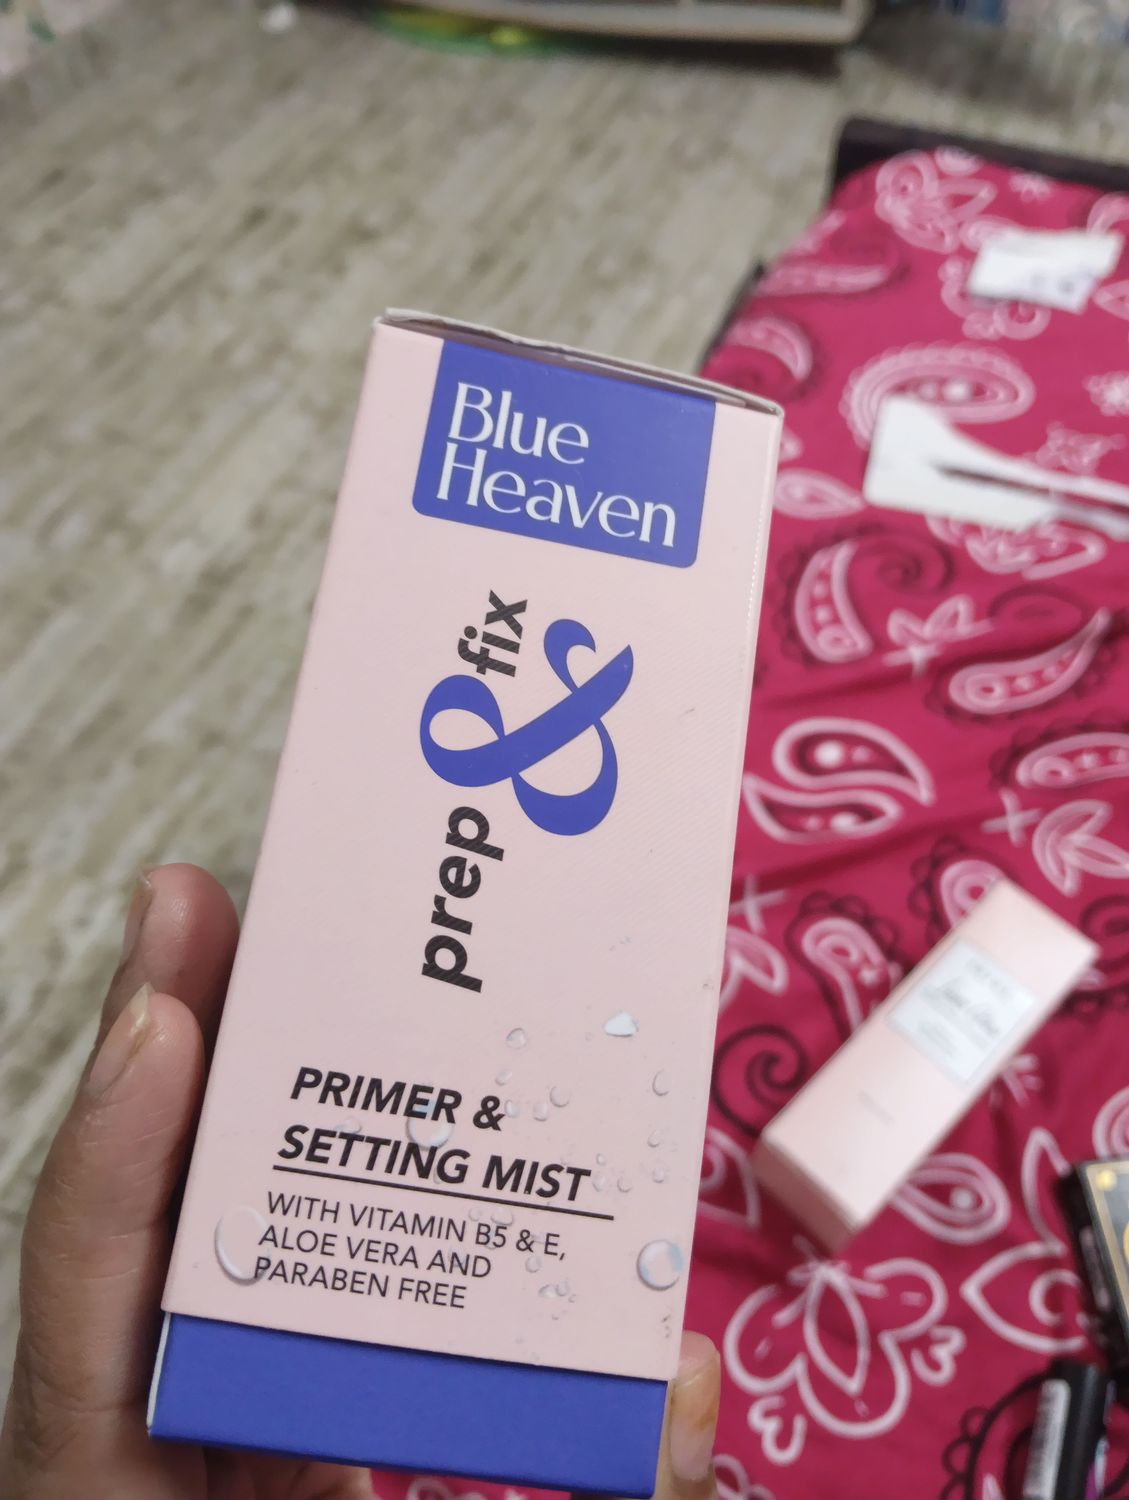 Blue
Heaven
prep & fix
PRIMER &
SETTING MIST
WITH VITAMIN B5 & E,
ALOE VERA AND
PARABEN FREE